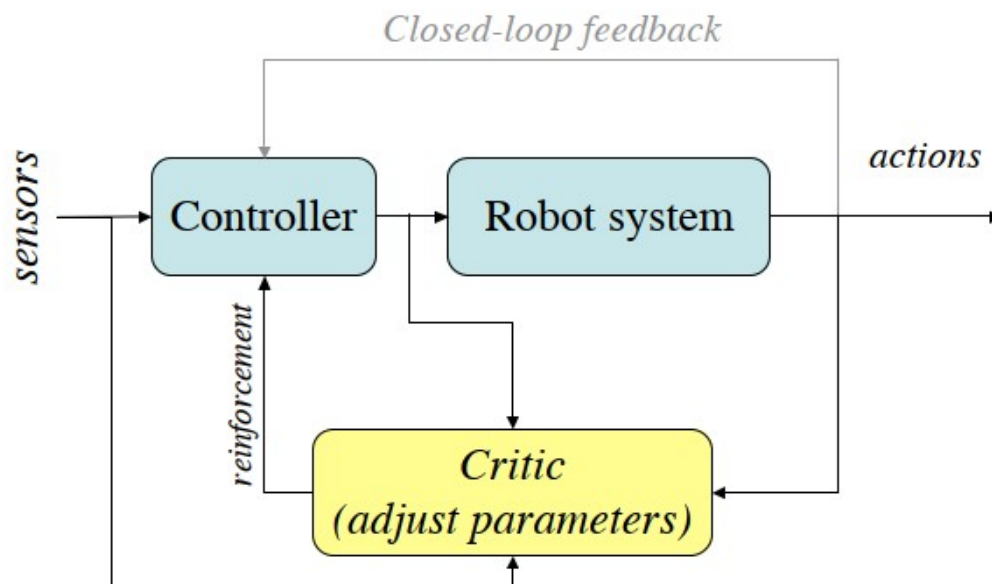 Closed-loop feedback
sensors
Controller
Robot system
actions
reinforcement
Critic
(adjust parameters)